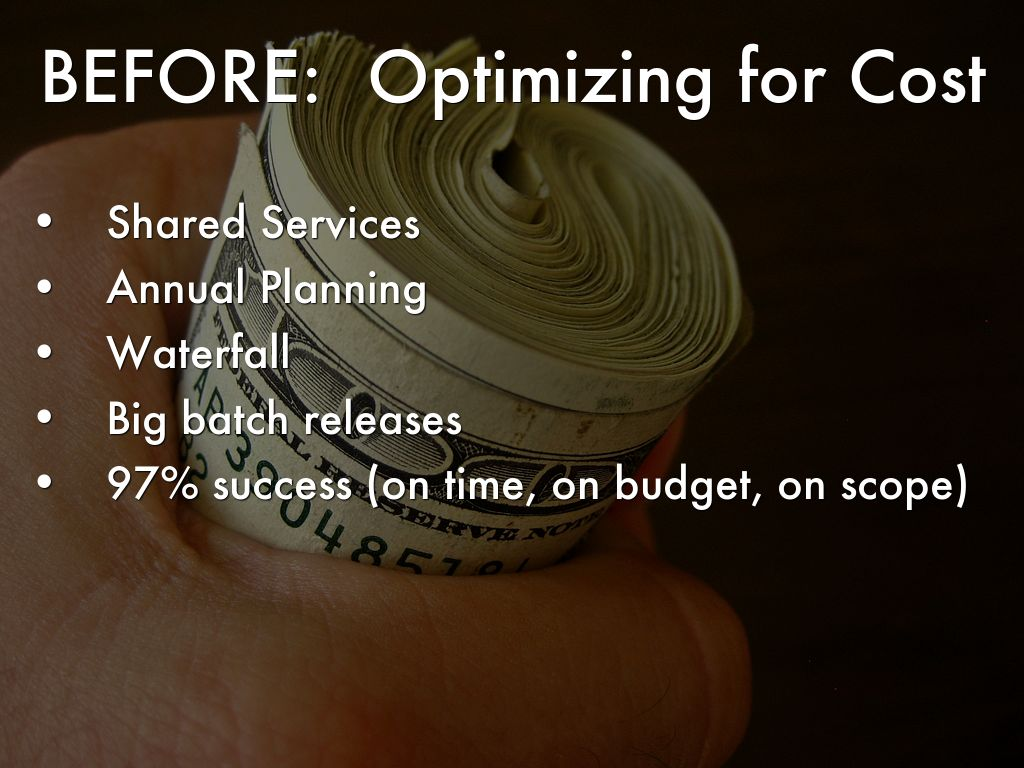 BEFORE: Optimizing for Cost
• Shared Services
• Annual Planning
• Waterfall
• Big batch releases
• 97% success (on time, on budget, on scope)